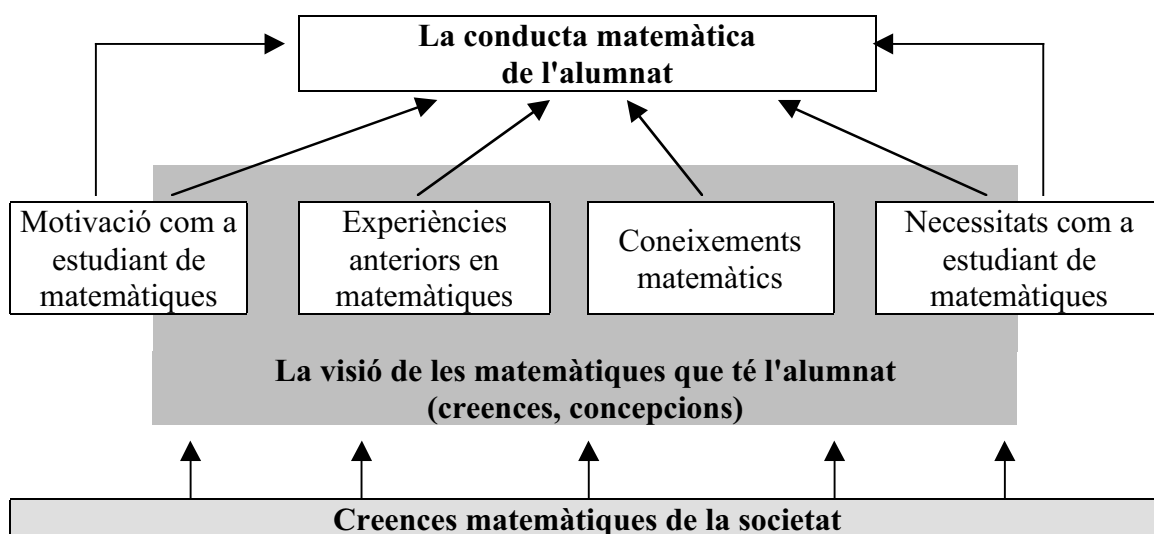 La conducta matemàtica
de l'alumnat
Motivació com a
estudiant de
matemàtiques
Experiències
anteriors en
matemàtiques
Coneixements
matemàtics
Necessitats com a
estudiant de
matemàtiques
La visió de les matemàtiques que té l'alumnat
(creences, concepcions)
Creences matemàtiques de la societat